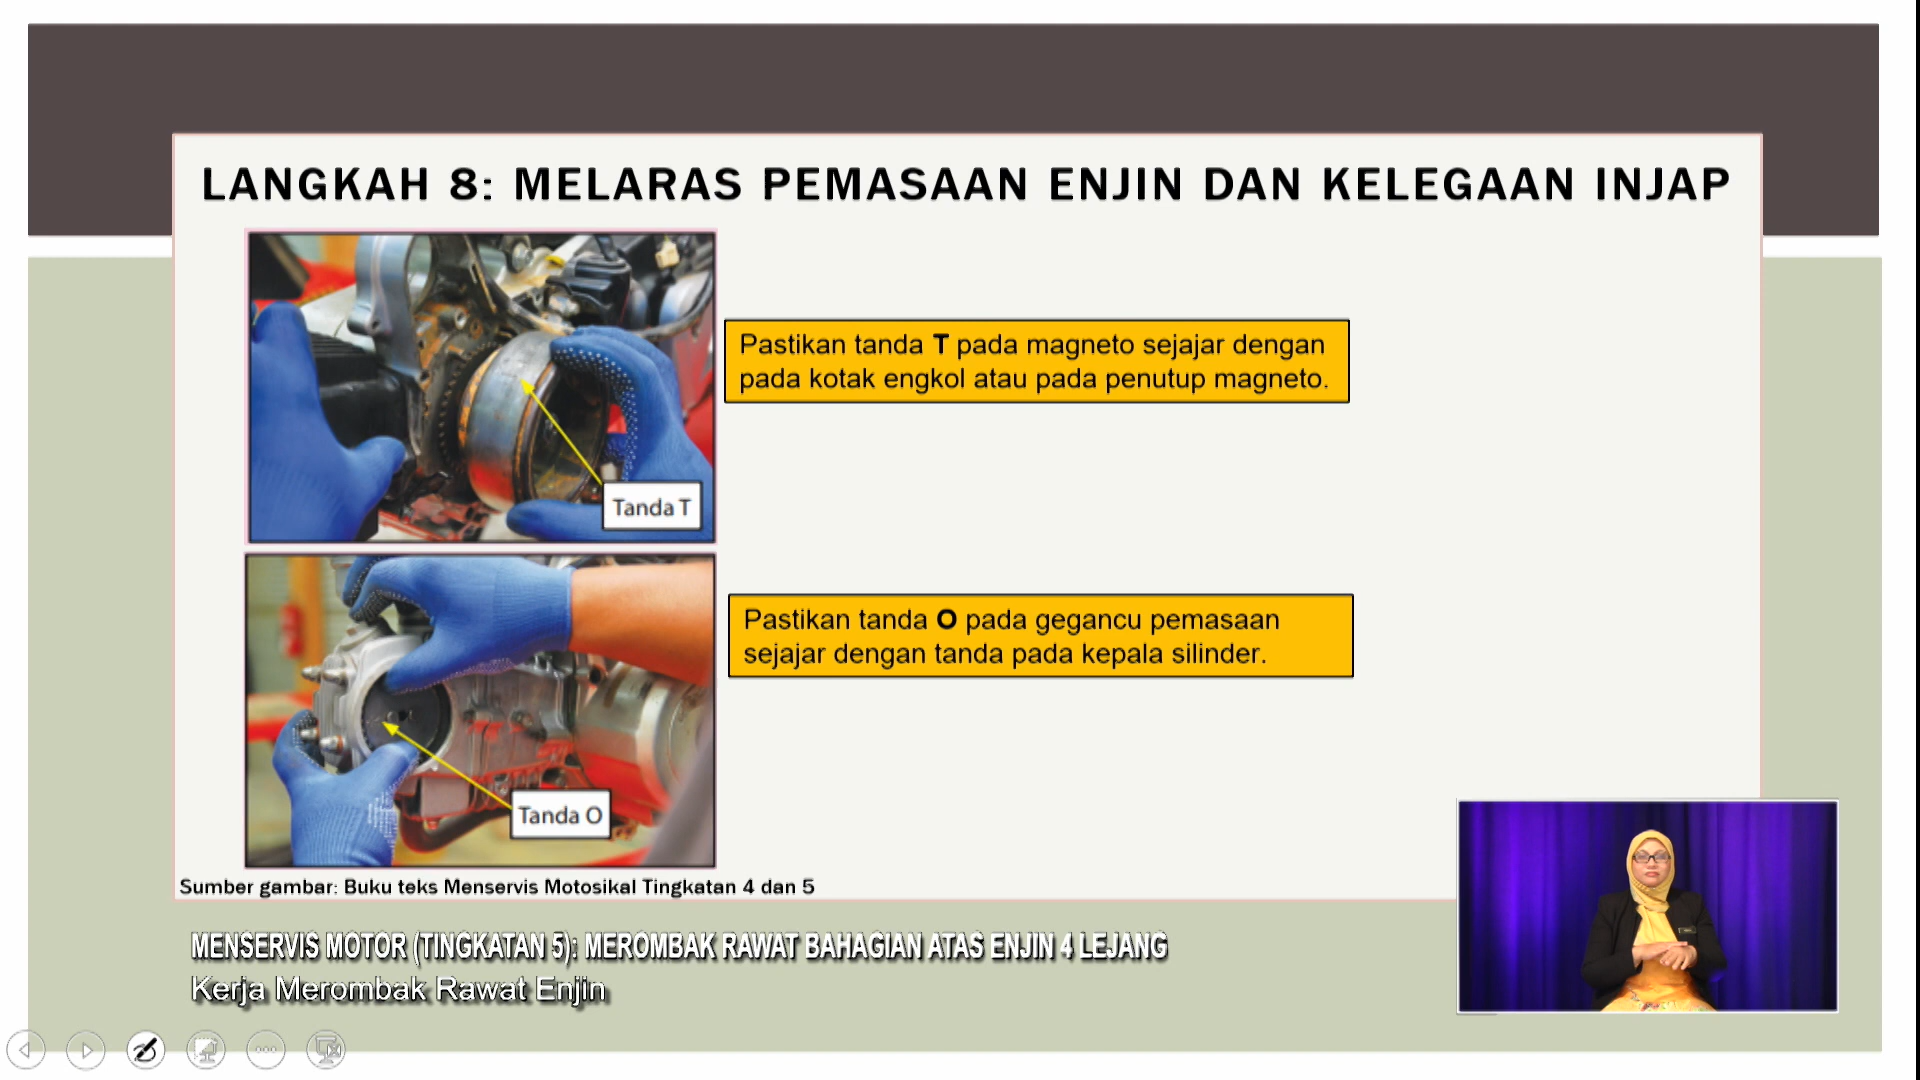 LANGKAH 8: MELARAS PEMASAAN ENJIN DAN KELEGAAN INJAP
Pastikan tanda T pada magneto sejajar dengan
pada kotak engkol atau pada penutup magneto.
Tanda T
Pastikan tanda O pada gegancu pemasaan
sejajar dengan tanda pada kepala silinder.
Tanda O
Sumber gambar: Buku teks Menservis Motosikal Tingkatan 4 dan 5
MENSERVIS MOTOR (TINGKATAN 5): MEROMBAK RAWAT BAHAGIAN ATAS ENJIN 4 LEJANG
Kerja Merombak Rawat Enjin